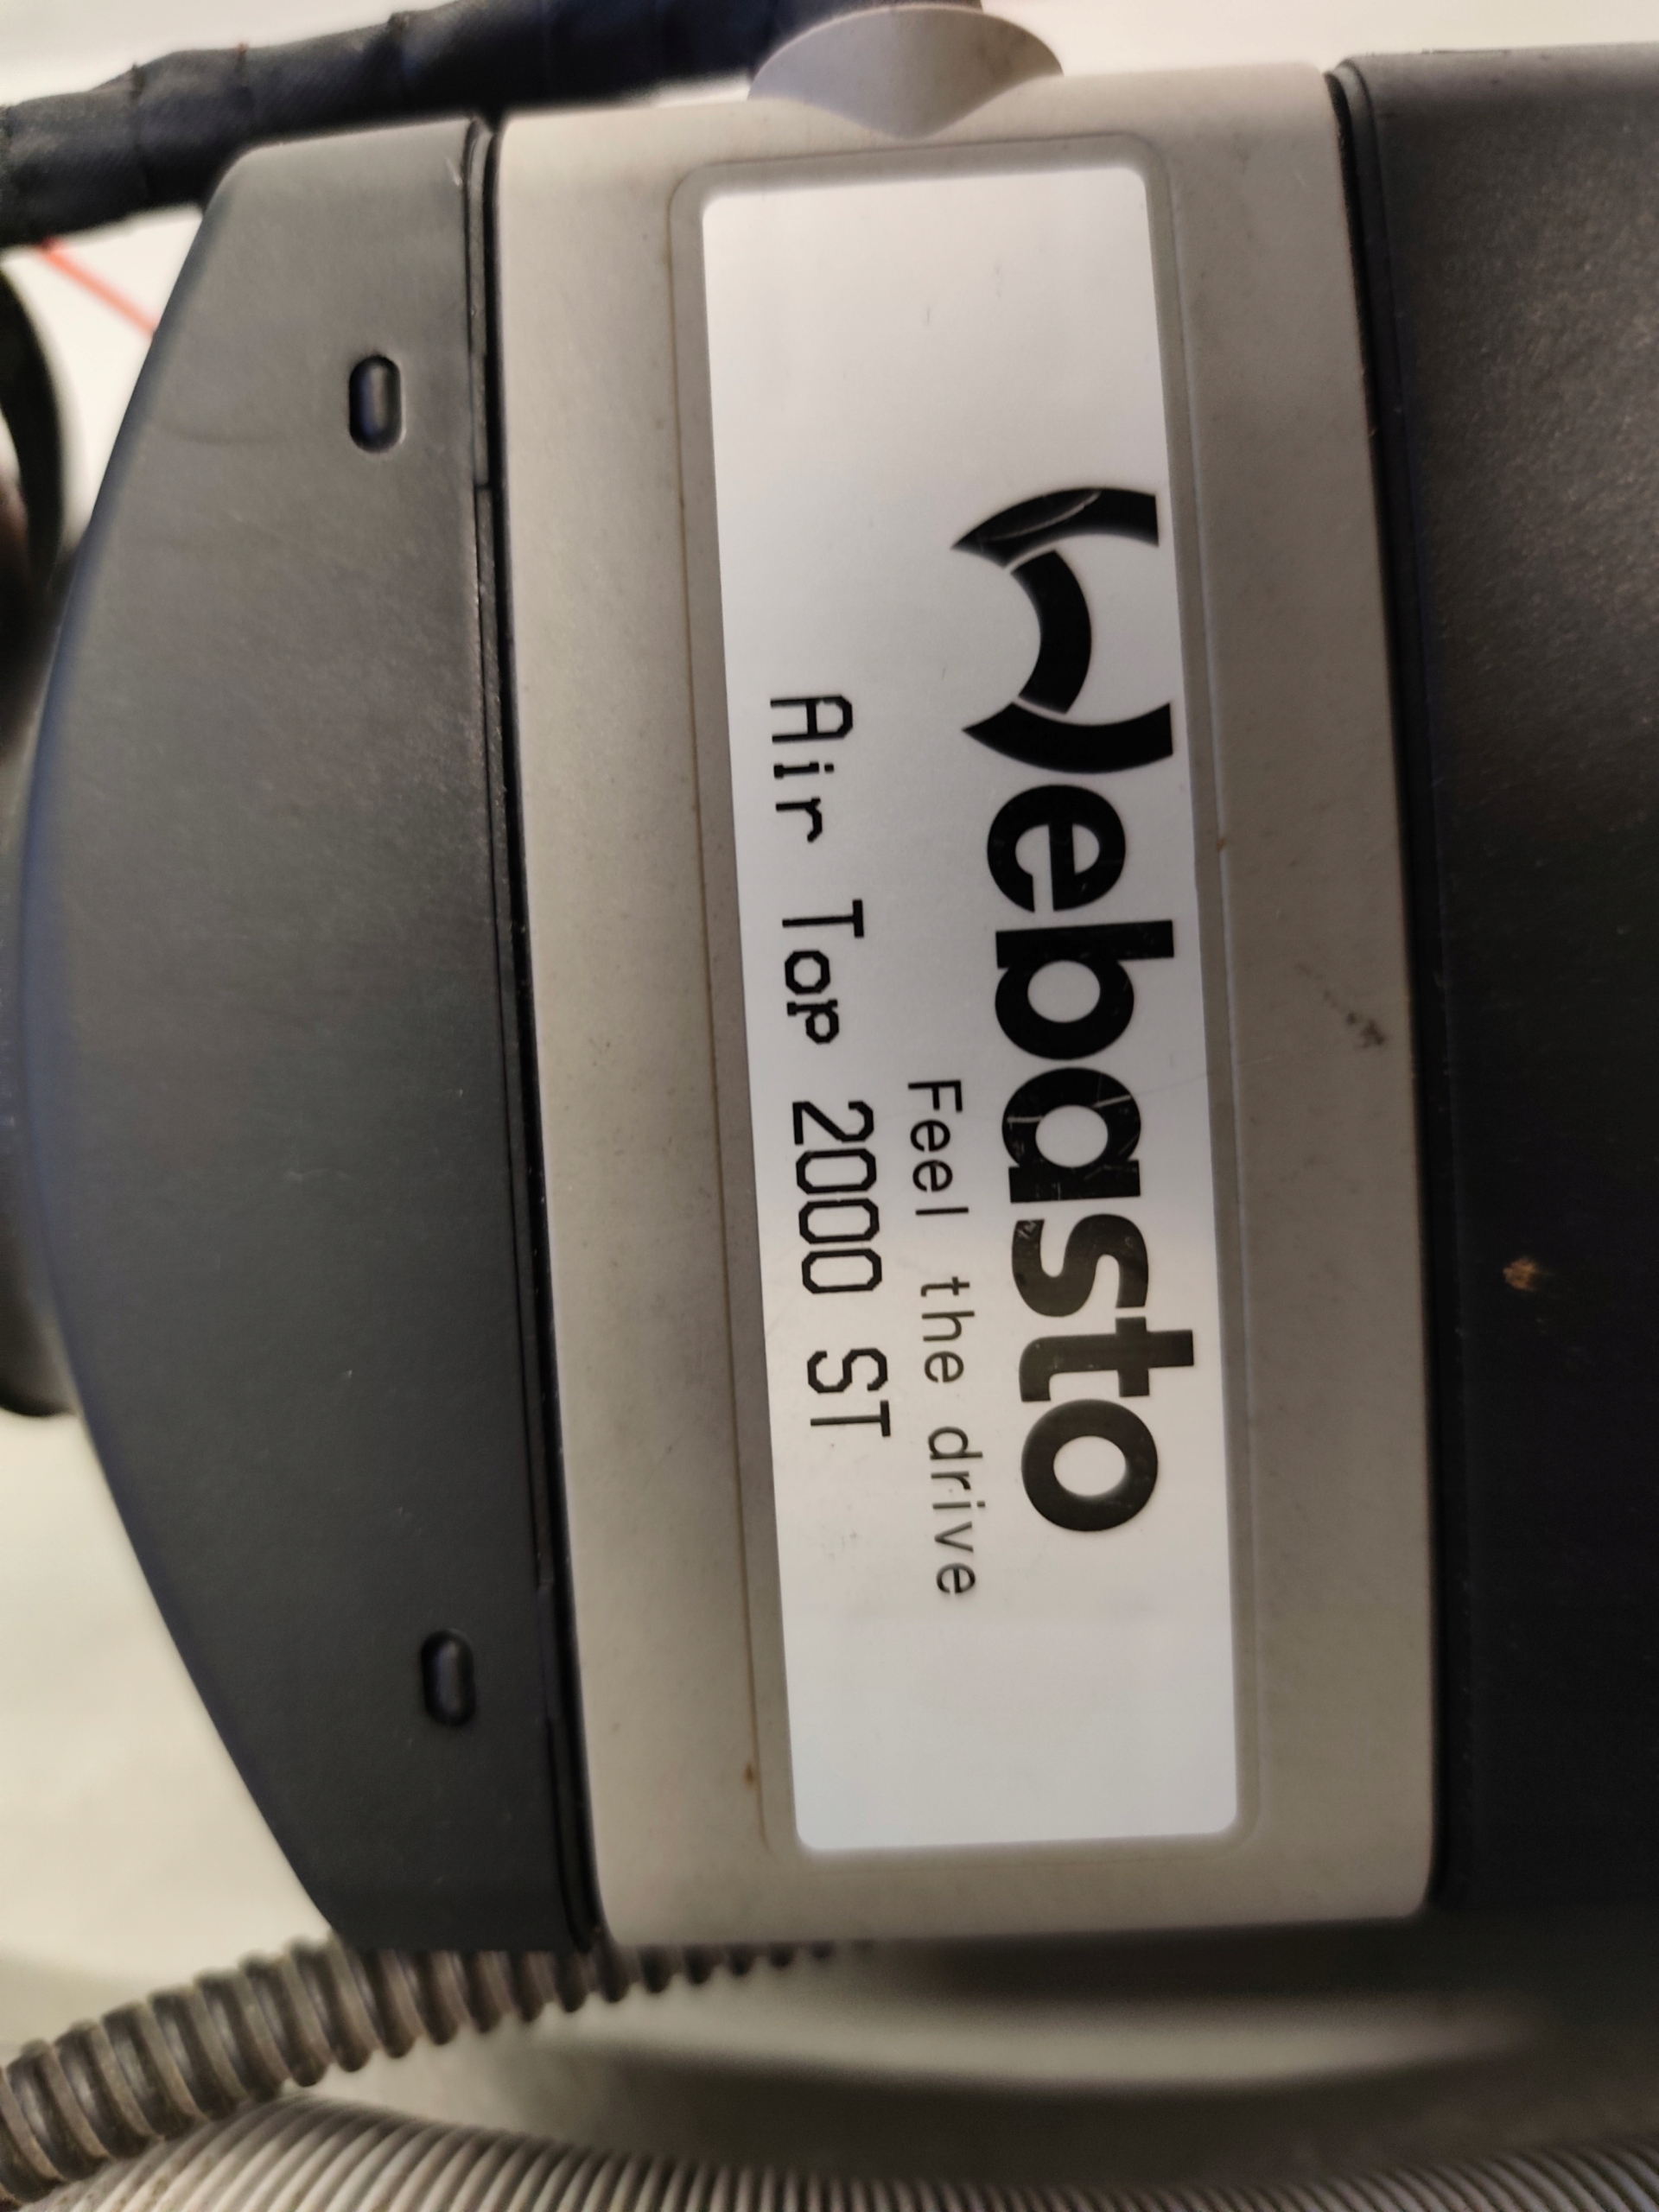 Webasto
Feel the drive
Air Top 2000 ST